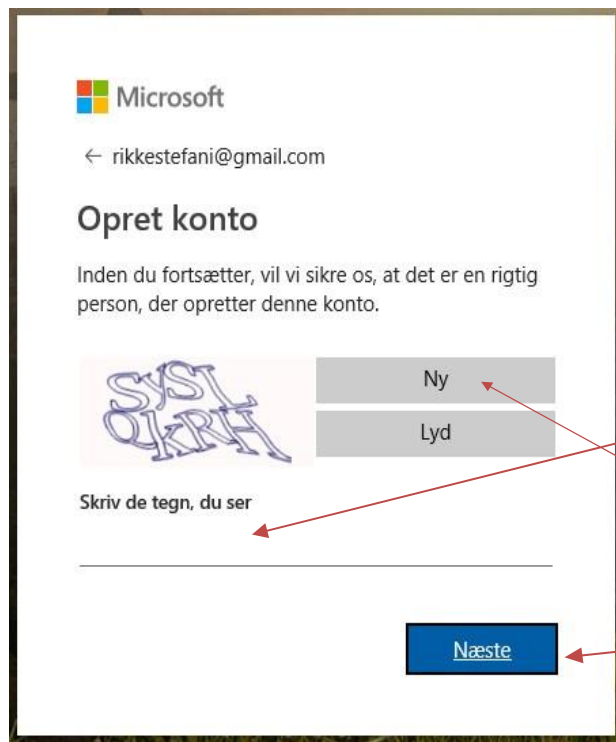 Microsoft
← rikkestefani@gmail.com
Opret konto
Inden du fortsætter, vil vi sikre os, at det er en rigtig
person, der opretter denne konto.
Ny
Lyd
Skriv de tegn, du ser
Næste